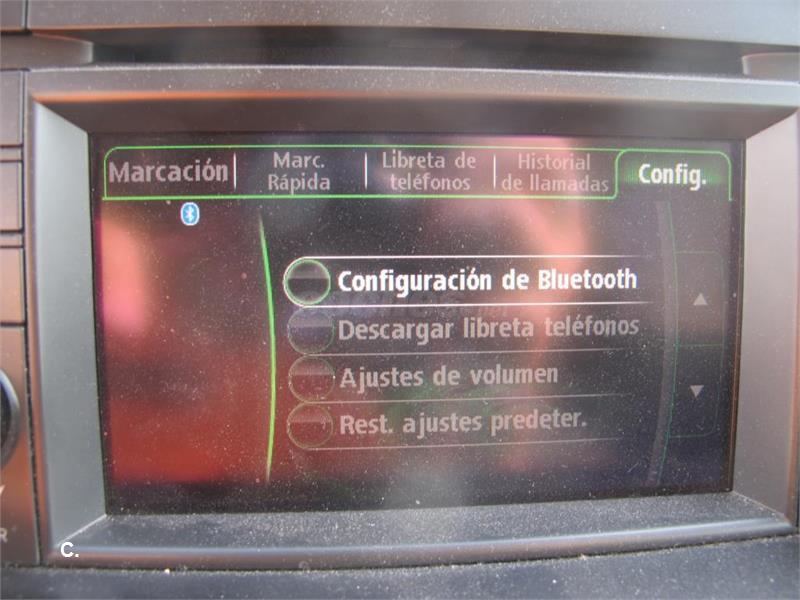 Marcación
Marc.
Rápida
Libreta de
teléfonos
Historial
de llamadas
Config.
Configuración de Bluetooth
Descargar libreta teléfonos
Ajustes de volumen
Rest. ajustes predeter.
R
C.